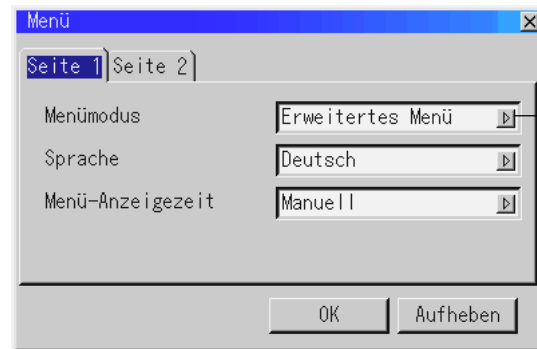 Menü
Seite 1 Seite 2
Menümodus Erweitertes Menü
Sprache Deutsch
Menü-Anzeigezeit Manuell
OK Aufheben